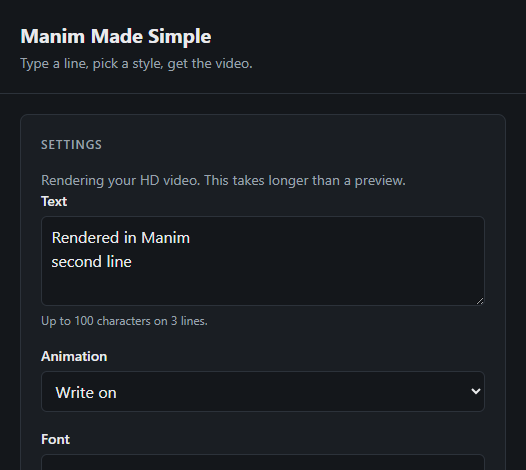 Manim Made Simple
Type a line, pick a style, get the video.
SETTINGS
Rendering your HD video. This takes longer than a preview.
Text
Rendered in Manim
second line
Up to 100 characters on 3 lines.
Animation
Write on
Font